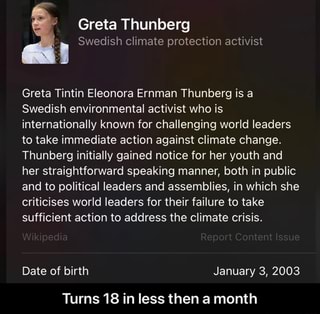 Greta Thunberg
Swedish climate protection activist
Greta Tintin Eleonora Ernman Thunberg is a
Swedish environmental activist who is
internationally known for challenging world leaders
to take immediate action against climate change.
Thunberg initially gained notice for her youth and
her straightforward speaking manner, both in public
and to political leaders and assemblies, in which she
criticises world leaders for their failure to take
sufficient action to address the climate crisis.
Wikipedia Report Content Issue
Date of birth January 3, 2003
Turns 18 in less then a month